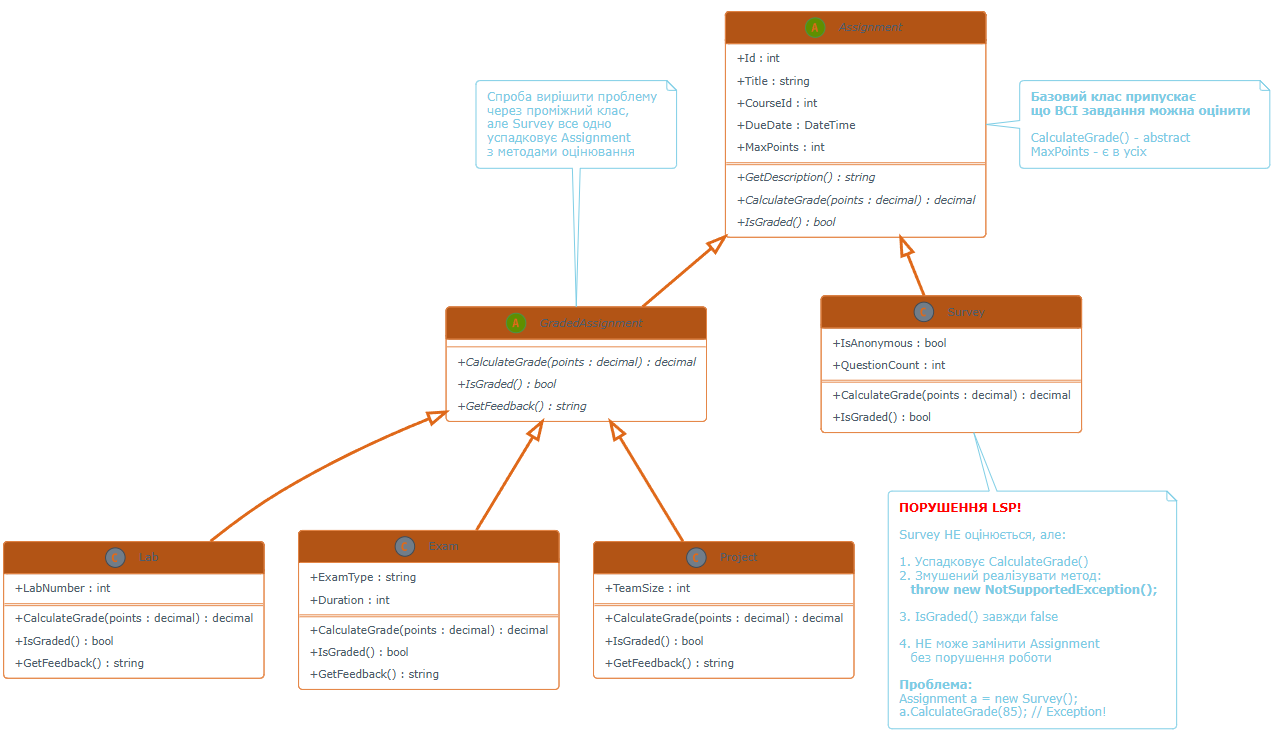 A Assignment
+Id : int
+Title : string
+CourseId : int
+DueDate : DateTime
+MaxPoints : int
+GetDescription() : string
+CalculateGrade(points : decimal) : decimal
+IsGraded() : bool
Спроба вирішити проблему
через проміжний клас,
але Survey все одно
успадковує Assignment
з методами оцінювання
Базовий клас припускає
що ВСІ завдання можна оцінити
CalculateGrade() - abstract
MaxPoints - є в усіх
A GradedAssignment
+CalculateGrade(points : decimal) : decimal
+IsGraded() : bool
+GetFeedback() : string
C Survey
+IsAnonymous : bool
+QuestionCount : int
+CalculateGrade(points : decimal) : decimal
+IsGraded() : bool
C Lab
+LabNumber : int
+CalculateGrade(points : decimal) : decimal
+IsGraded() : bool
+GetFeedback() : string
C Exam
+ExamType : string
+Duration : int
+CalculateGrade(points : decimal) : decimal
+IsGraded() : bool
+GetFeedback() : string
C Project
+TeamSize : int
+CalculateGrade(points : decimal) : decimal
+IsGraded() : bool
+GetFeedback() : string
ПОРУШЕННЯ LSP!
Survey НЕ оцінюється, але:
1. Успадковує CalculateGrade()
2. Змушений реалізувати метод:
throw new NotSupportedException();
3. IsGraded() завжди false
4. НЕ може замінити Assignment
без порушення роботи
Проблема:
Assignment a = new Survey();
a.CalculateGrade(85); // Exception!